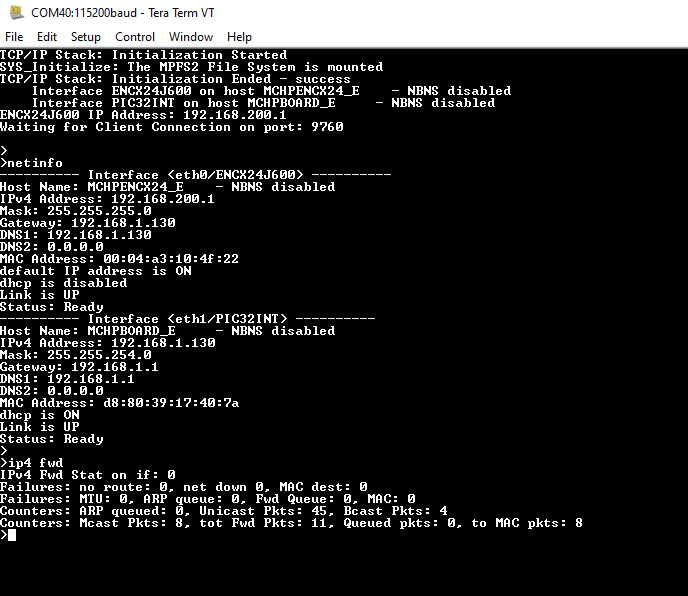 COM40:115200baud - Tera Term VT
File Edit Setup Control Window Help
TCP/IP Stack: Initialization Started
SYS_Initialize: The MPFS2 File System is mounted
TCP/IP Stack: Initialization Ended - success
    Interface ENCX24J600 on host MCHPENCX24_E    - NBNS disabled
    Interface PIC32INT on host MCHPBOARD_E     - NBNS disabled
ENCX24J600 IP Address: 192.168.200.1
Waiting for Client Connection on port: 9760
>
>netinfo
---------- Interface <eth0/ENCX24J600> ----------
Host Name: MCHPENCX24_E    - NBNS disabled
IPv4 Address: 192.168.200.1
Mask: 255.255.255.0
Gateway: 192.168.1.130
DNS1: 192.168.1.130
DNS2: 0.0.0.0
MAC Address: 00:04:a3:10:4f:22
default IP address is ON
dhcp is disabled
Link is UP
Status: Ready
---------- Interface <eth1/PIC32INT> ----------
Host Name: MCHPBOARD_E     - NBNS disabled
IPv4 Address: 192.168.1.130
Mask: 255.255.254.0
Gateway: 192.168.1.1
DNS1: 192.168.1.1
DNS2: 0.0.0.0
MAC Address: d8:80:39:17:40:7a
dhcp is ON
Link is UP
Status: Ready
>
>ip4 fwd
IPv4 Fwd Stat on if: 0
Failures: no route: 0, net down 0, MAC dest: 0
Failures: MTU: 0, ARP queue: 0, Fwd Queue: 0, MAC: 0
Counters: ARP queued: 0, Unicast Pkts: 45, Bcast Pkts: 4
Counters: Mcast Pkts: 8, tot Fwd Pkts: 11, Queued pkts: 0, to MAC pkts: 8
>